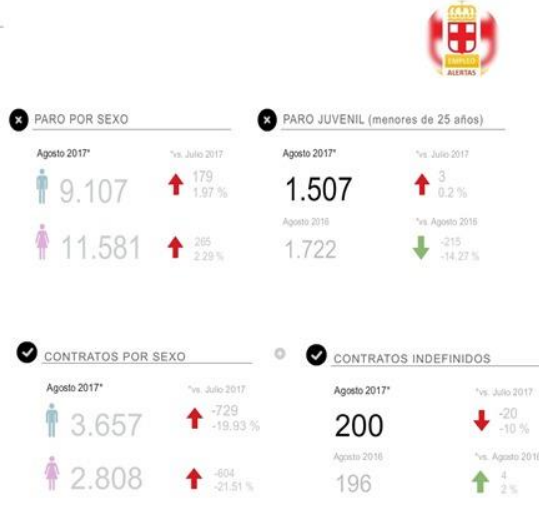 EMPLEO
ALERTAS
PARO POR SEXO
Agosto 2017*
*vs. Julio 2017
9.107
179
1.97 %
11.581
265
2.29 %
PARO JUVENIL (menores de 25 años)
Agosto 2017*
*vs. Julio 2017
1.507
3
0.2 %
Agosto 2016
*vs. Agosto 2016
1.722
-215
-14.27 %
CONTRATOS POR SEXO
Agosto 2017*
*vs. Julio 2017
3.657
-729
-19.93 %
2.808
-604
-21.51 %
CONTRATOS INDEFINIDOS
Agosto 2017*
*vs. Julio 2017
200
-20
-10 %
Agosto 2016
*vs. Agosto 2016
196
4
2 %